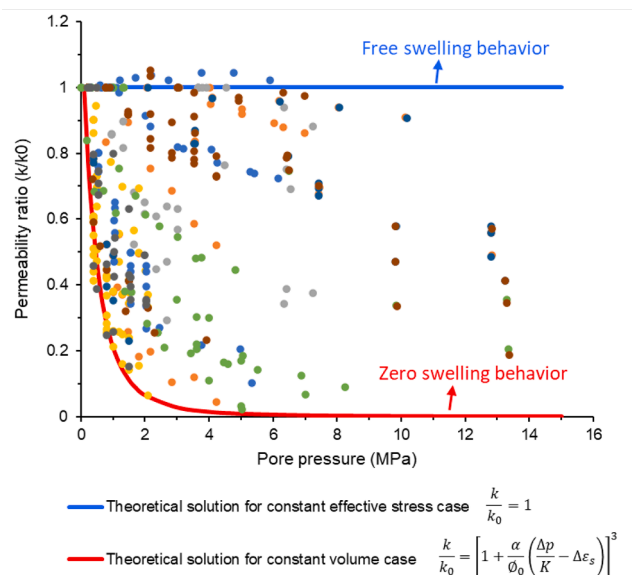 1.2
1
0.8
0.6
0.4
0.2
0
Permeability ratio (k/k0)
Free swelling behavior
Zero swelling behavior
0 2 4 6 8 10 12 14 16
Pore pressure (MPa)
Theoretical solution for constant effective stress case k/k₀ = 1
Theoretical solution for constant volume case k/k₀ = [1 + α/Ø₀ (Δp/K − Δεₛ)]³